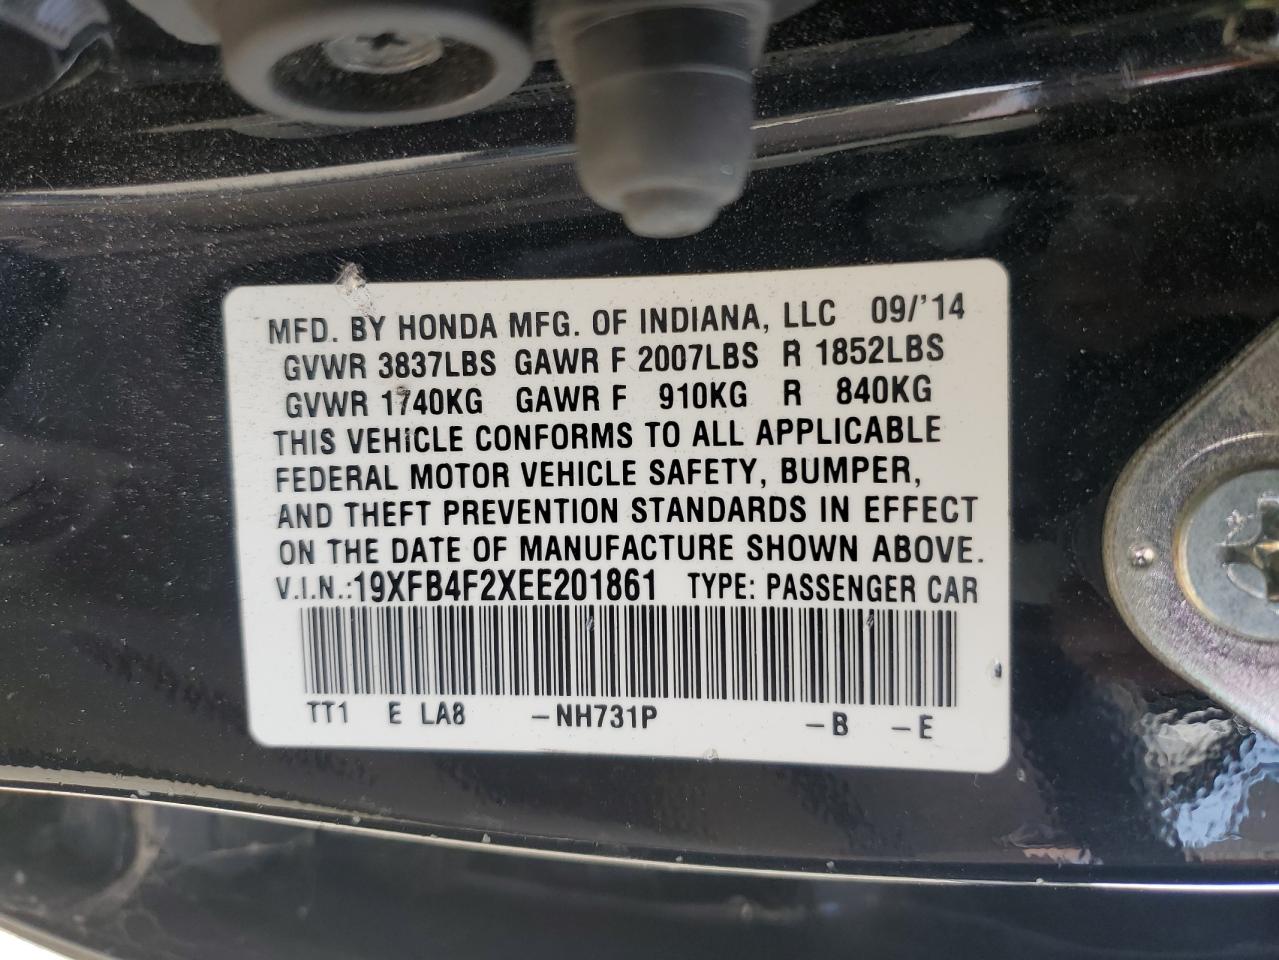 MFD. BY HONDA MFG. OF INDIANA, LLC 09/'14
GVWR 3837LBS GAWR F 2007LBS R 1852LBS
GVWR 1740KG GAWR F 910KG R 840KG
THIS VEHICLE CONFORMS TO ALL APPLICABLE
FEDERAL MOTOR VEHICLE SAFETY, BUMPER,
AND THEFT PREVENTION STANDARDS IN EFFECT
ON THE DATE OF MANUFACTURE SHOWN ABOVE.
V.I.N.:19XFB4F2XEE201861 TYPE: PASSENGER CAR
TT1 E LA8 –NH731P –B –E